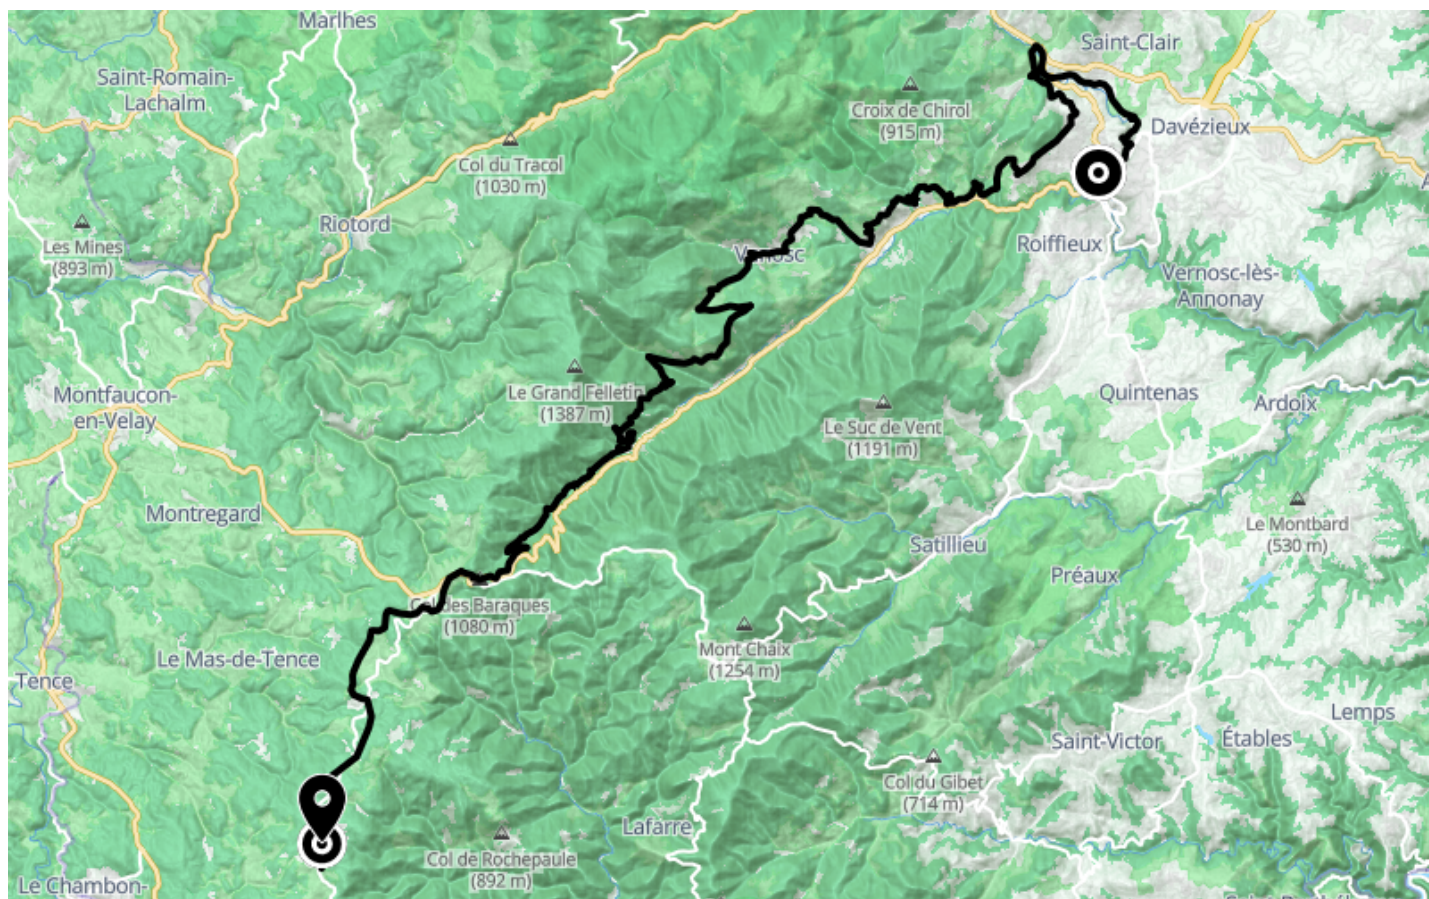 Marlhes
Saint-Clair
Saint-Romain-
Lachalm
Croix de Chirol
(915 m)
Davézieux
Col du Tracol
(1030 m)
Riotord
Les Mines
(893 m)
Roiffieux
Vernosc-lès-
Annonay
Montfaucon-
en-Velay
Le Grand Felletin
(1387 m)
Quintenas
Ardoix
Le Suc de Vent
(1191 m)
Montregard
Le Montbard
(530 m)
Satillieu
Préaux
Col des Baraques
(1080 m)
Mont Chaix
(1254 m)
Le Mas-de-Tence
Tence
Lemps
Saint-Victor
Étables
Col du Gibet
(714 m)
Lafarre
Col de Rochepaule
(892 m)
Le Chambon-